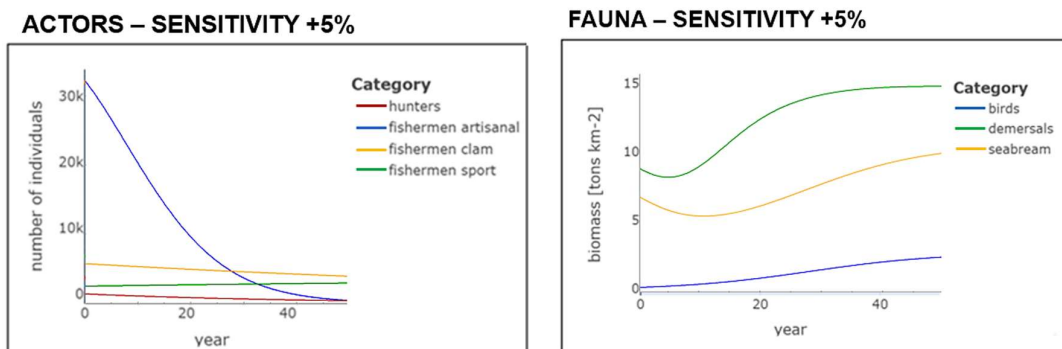 ACTORS – SENSITIVITY +5%
number of individuals
30k
20k
10k
0
0
20
40
year
Category
hunters
fishermen artisanal
fishermen clam
fishermen sport
FAUNA – SENSITIVITY +5%
biomass [tons km-2]
15
10
5
0
0
20
40
year
Category
birds
demersals
seabream